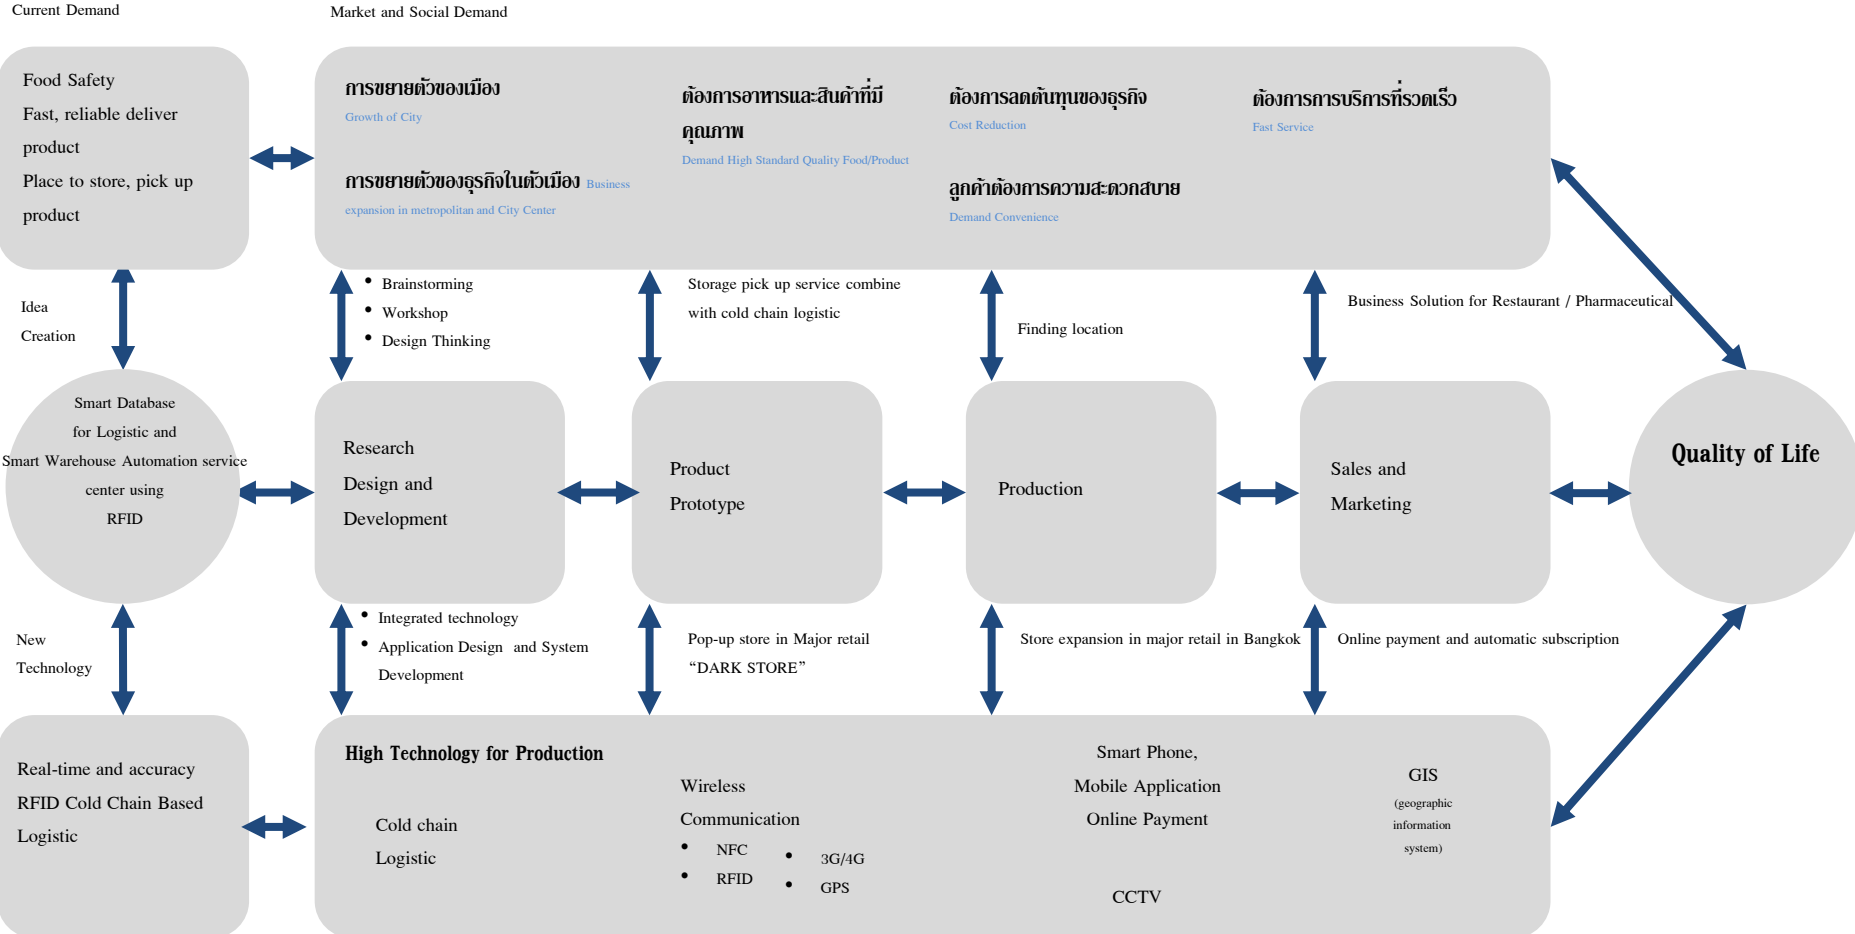 Current Demand
Market and Social Demand
Food Safety
Fast, reliable deliver
product
Place to store, pick up
product
การขยายตัวของเมือง
Growth of City
การขยายตัวของธุรกิจในตัวเมือง Business
expansion in metropolitan and City Center
ต้องการอาหารและสินค้าที่มี
คุณภาพ
Demand High Standard Quality Food/Product
ต้องการลดต้นทุนของธุรกิจ
Cost Reduction
ลูกค้าต้องการความสะดวกสบาย
Demand Convenience
ต้องการการบริการที่รวดเร็ว
Fast Service
Idea
Creation
• Brainstorming
• Workshop
• Design Thinking
Storage pick up service combine
with cold chain logistic
Finding location
Business Solution for Restaurant / Pharmaceutical
Smart Database
for Logistic and
Smart Warehouse Automation service
center using
RFID
Research
Design and
Development
Product
Prototype
Production
Sales and
Marketing
Quality of Life
New
Technology
• Integrated technology
• Application Design and System
Development
Pop-up store in Major retail
“DARK STORE”
Store expansion in major retail in Bangkok
Online payment and automatic subscription
Real-time and accuracy
RFID Cold Chain Based
Logistic
High Technology for Production
Cold chain
Logistic
Wireless
Communication
• NFC
• RFID
• 3G/4G
• GPS
Smart Phone,
Mobile Application
Online Payment
CCTV
GIS
(geographic
information
system)